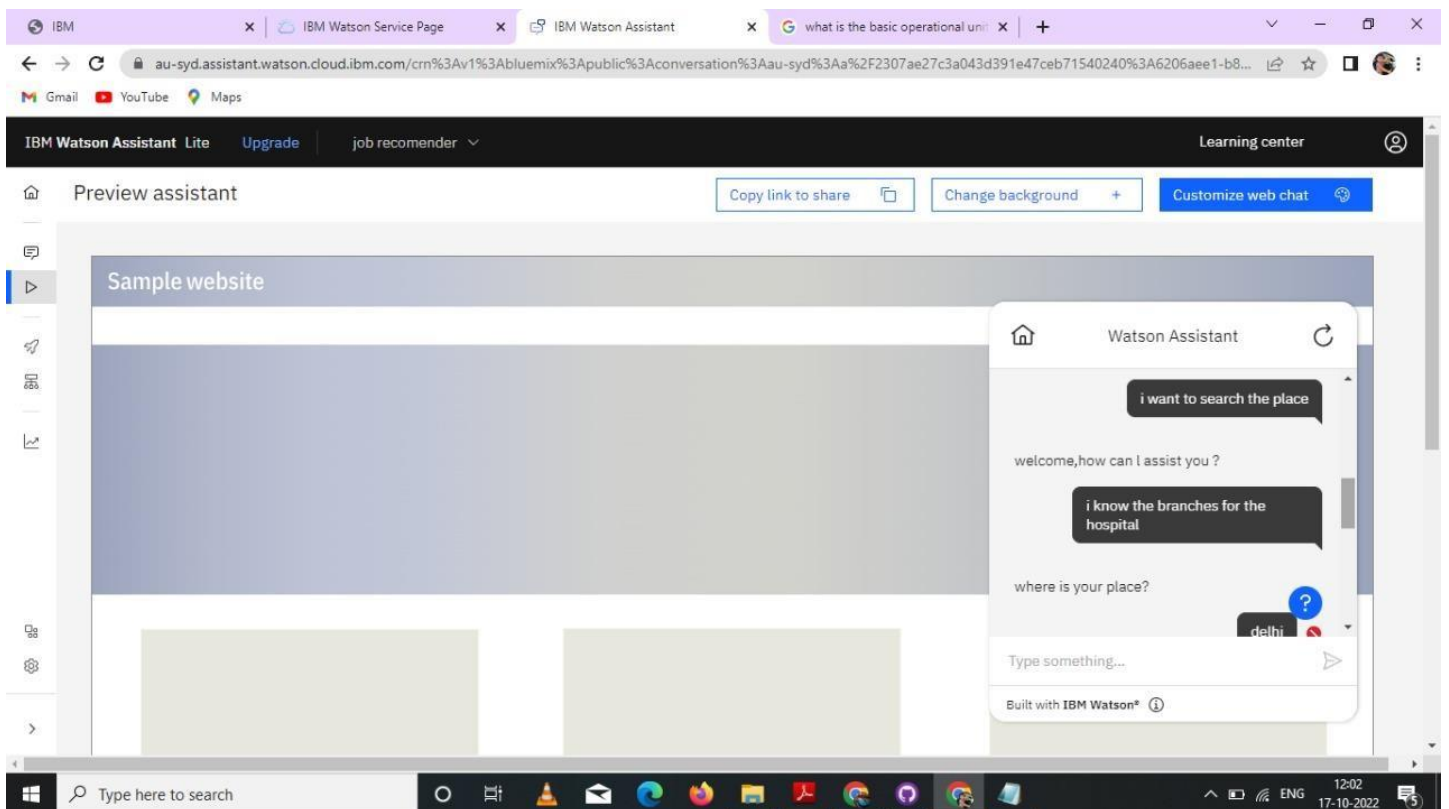 IBM
IBM Watson Service Page
IBM Watson Assistant
what is the basic operational uni
au-syd.assistant.watson.cloud.ibm.com/crn%3Av1%3Abluemix%3Apublic%3Aconversation%3Aau-syd%3Aa%2F2307ae27c3a043d391e47ceb71540240%3A6206aee1-b8...
Gmail
YouTube
Maps
IBM Watson Assistant Lite
Upgrade
job recomender
Learning center
Preview assistant
Copy link to share
Change background +
Customize web chat
Sample website
Watson Assistant
i want to search the place
welcome,how can l assist you ?
i know the branches for the
hospital
where is your place?
?
delhi
Type something...
Built with IBM Watson®
Type here to search
ENG
12:02
17-10-2022
5